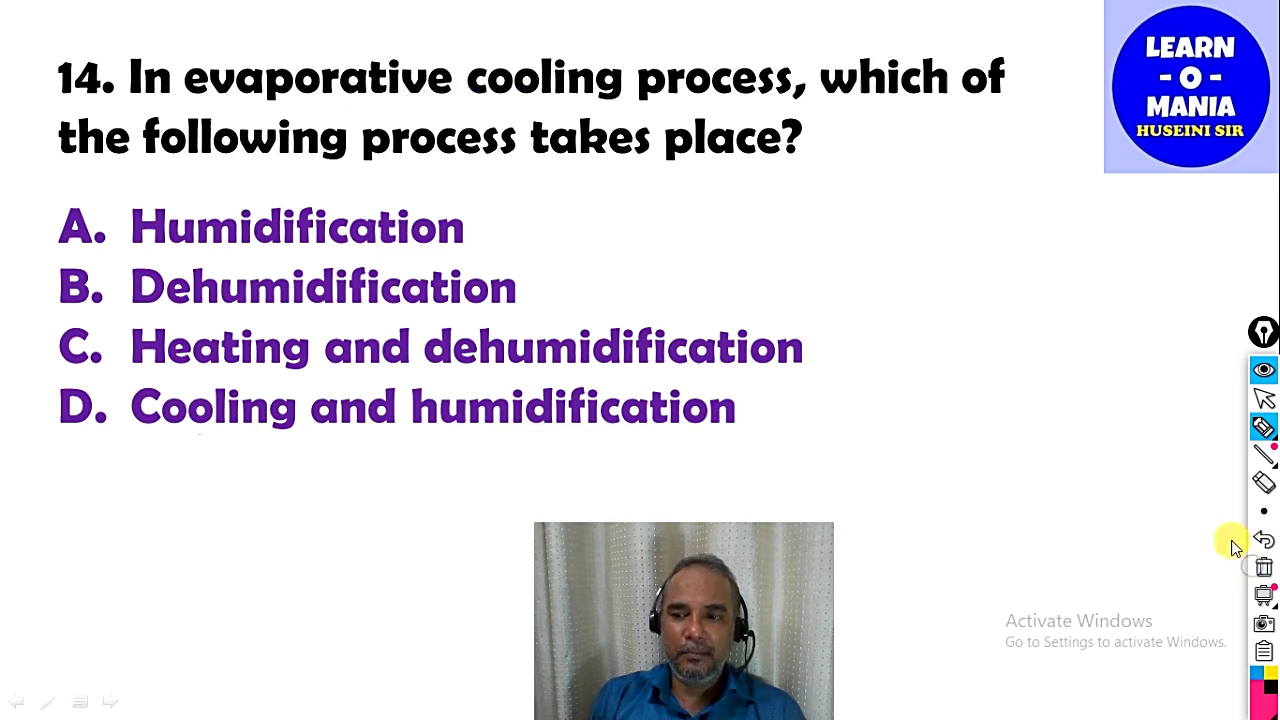 14. In evaporative cooling process, which of
the following process takes place?
A. Humidification
B. Dehumidification
C. Heating and dehumidification
D. Cooling and humidification
LEARN
- O -
MANIA
HUSEINI SIR
Activate Windows
Go to Settings to activate Windows.